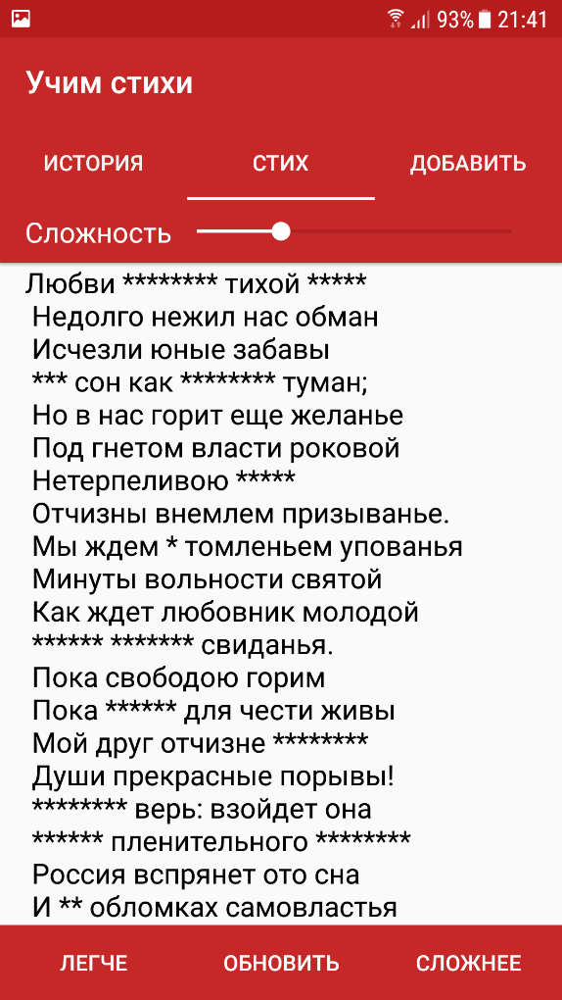 93% 21:41
Учим стихи
ИСТОРИЯ СТИХ ДОБАВИТЬ
Сложность
Любви ******** тихой *****
Недолго нежил нас обман
Исчезли юные забавы
*** сон как ******** туман;
Но в нас горит еще желанье
Под гнетом власти роковой
Нетерпеливою *****
Отчизны внемлем призыванье.
Мы ждем * томленьем упованья
Минуты вольности святой
Как ждет любовник молодой
****** ******* свиданья.
Пока свободою горим
Пока ****** для чести живы
Мой друг отчизне ********
Души прекрасные порывы!
******** верь: взойдет она
****** пленительного ********
Россия вспрянет ото сна
И ** обломках самовластья
ЛЕГЧЕ ОБНОВИТЬ СЛОЖНЕЕ